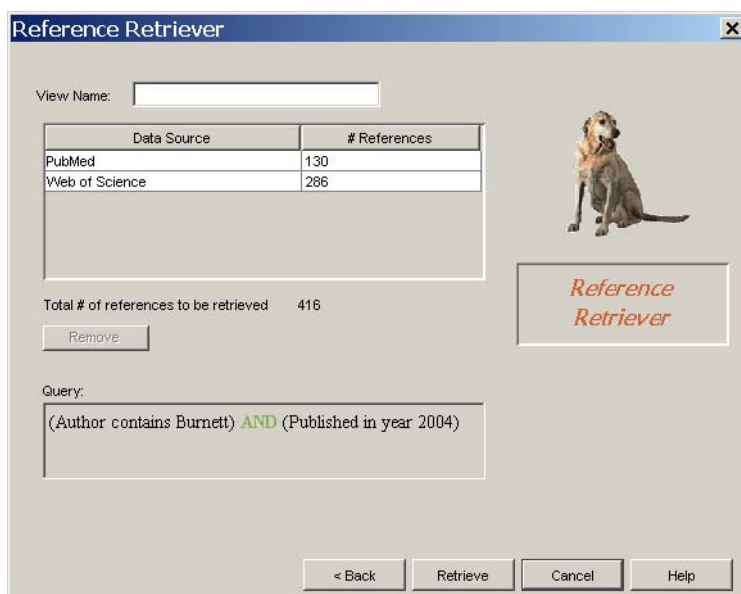 Reference Retriever
View Name:
Data Source # References
PubMed 130
Web of Science 286
Total # of references to be retrieved 416
Remove
Reference
Retriever
Query:
(Author contains Burnett) AND (Published in year 2004)
< Back Retrieve Cancel Help